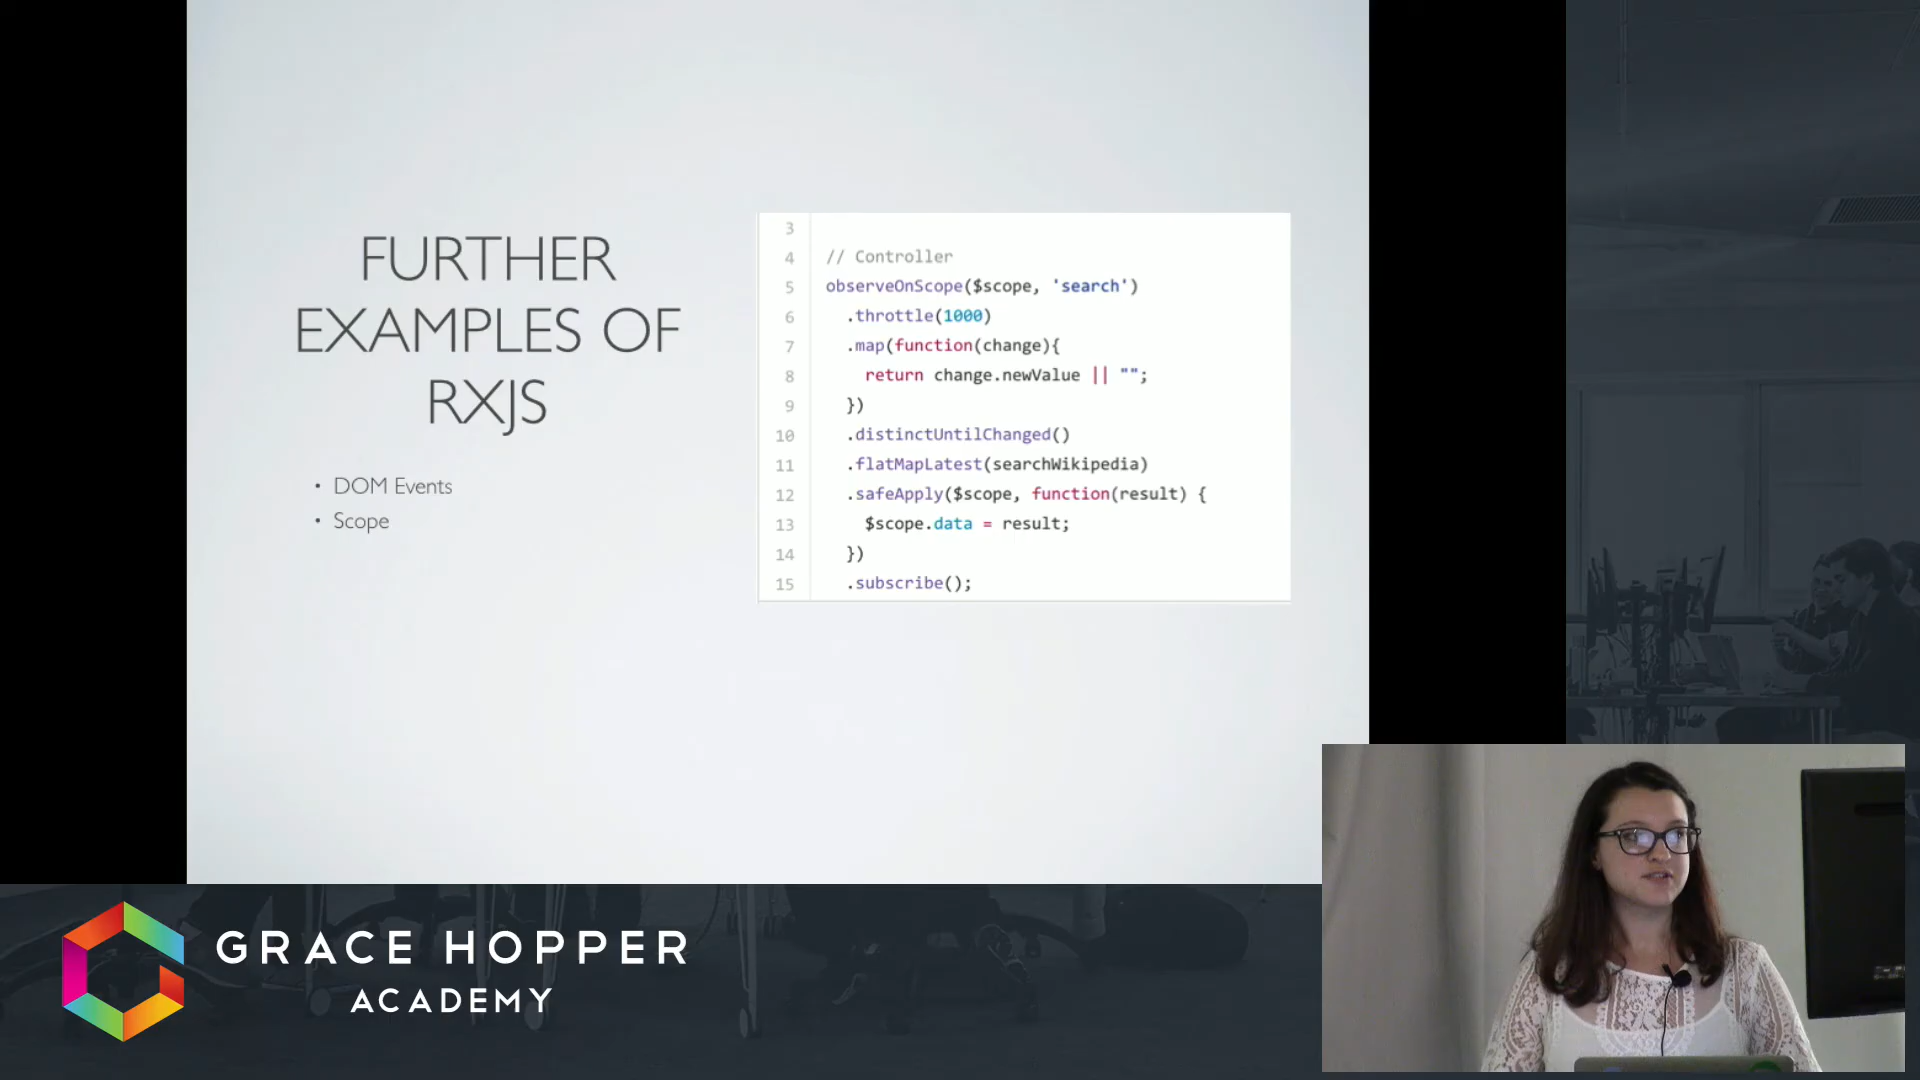 FURTHER
EXAMPLES OF
RXJS
• DOM Events
• Scope
3
4 // Controller
5 observeOnScope($scope, 'search')
6 .throttle(1000)
7 .map(function(change){
8 return change.newValue || "";
9 })
10 .distinctUntilChanged()
11 .flatMapLatest(searchWikipedia)
12 .safeApply($scope, function(result) {
13 $scope.data = result;
14 })
15 .subscribe();
GRACE HOPPER
ACADEMY